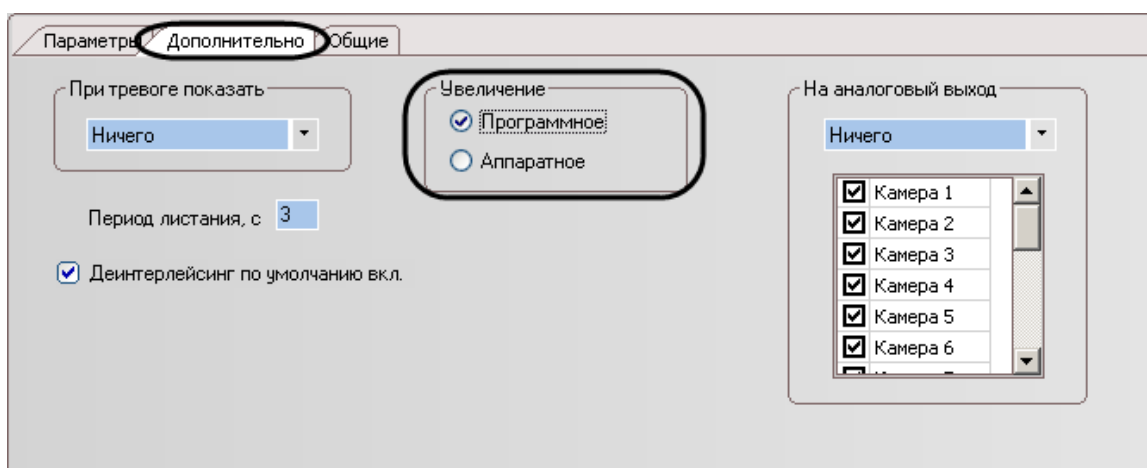 Параметры Дополнительно Общие
При тревоге показать
Ничего
Период листания, с 3
Деинтерлейсинг по умолчанию вкл.
Увеличение
Программное
Аппаратное
На аналоговый выход
Ничего
Камера 1
Камера 2
Камера 3
Камера 4
Камера 5
Камера 6